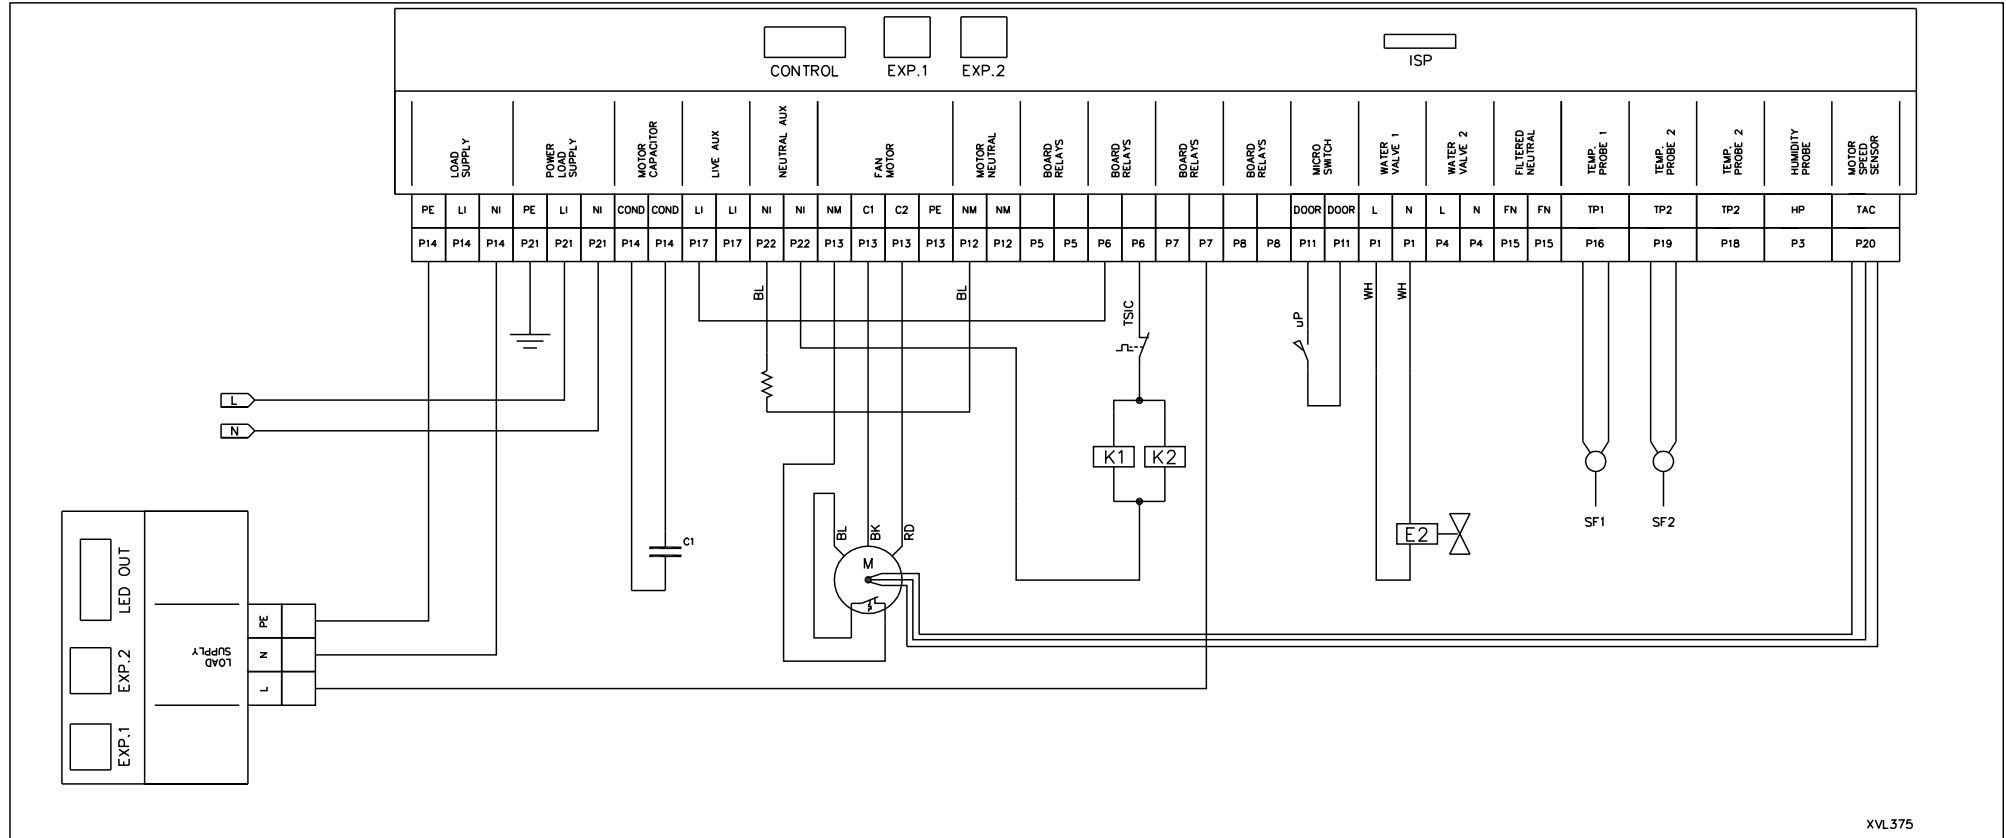 CONTROL
EXP.1
EXP.2
ISP
LOAD
SUPPLY
POWER
LOAD
SUPPLY
MOTOR
CAPACITOR
LIVE AUX
NEUTRAL AUX
FAN
MOTOR
MOTOR
NEUTRAL
BOARD
RELAYS
BOARD
RELAYS
BOARD
RELAYS
BOARD
RELAYS
MICRO
SWITCH
WATER
VALVE 1
WATER
VALVE 2
FILTERED
NEUTRAL
TEMP.
PROBE 1
TEMP.
PROBE 2
TEMP.
PROBE 2
HUMIDITY
PROBE
MOTOR
SPEED
SENSOR
PE LI NI PE LI NI COND COND LI LI NI NI NM C1 C2 PE NM NM DOOR DOOR L N L N FN FN TP1 TP2 TP2 HP TAC
P14 P14 P14 P21 P21 P21 P14 P14 P17 P17 P22 P22 P13 P13 P13 P13 P12 P12 P5 P5 P6 P6 P7 P7 P8 P8 P11 P11 P1 P1 P4 P4 P15 P15 P16 P19 P18 P3 P20
BL
BL
TSIC
uP
WH
WH
L
N
K1
K2
BL
BK
RD
M
C1
E2
SF1
SF2
LED OUT
EXP.2
EXP.1
LOAD
SUPPLY
PE
N
L
XVL375